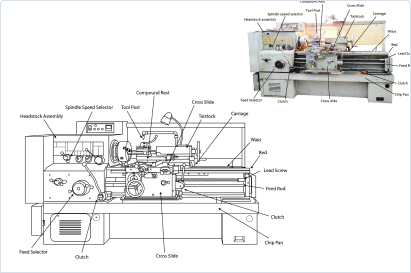 Compound Rest
Cross Slide
Tool Post
Carriage
Spindle speed selector
Tailstock
Headstock assembly
Ways
Bed
Lead Sc
Feed R
Clutch
Chip Pan
Feed Selector
Clutch
Cross slide
Compound Rest
Cross Slide
Spindle Speed Selector
Tool Post
Tailstock
Carriage
Headstock Assembly
Ways
Bed
Lead Screw
Feed Rod
Clutch
Chip Pan
Feed Selector
Clutch
Cross Slide